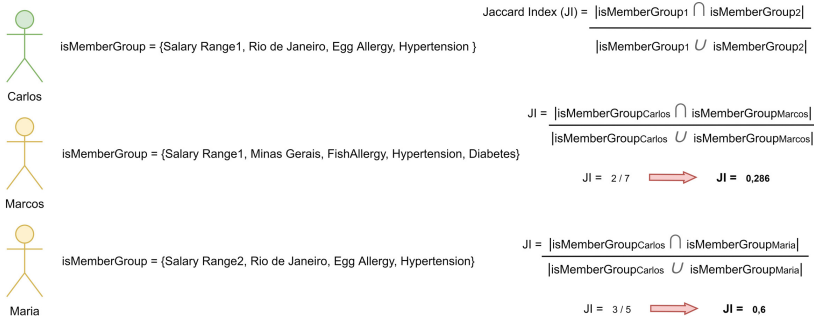 Jaccard Index (JI) = |isMemberGroup1 ∩ isMemberGroup2|
|isMemberGroup1 ∪ isMemberGroup2|
isMemberGroup = {Salary Range1, Rio de Janeiro, Egg Allergy, Hypertension }
Carlos
JI = |isMemberGroupCarlos ∩ isMemberGroupMarcos|
|isMemberGroupCarlos ∪ isMemberGroupMarcos|
isMemberGroup = {Salary Range1, Minas Gerais, FishAllergy, Hypertension, Diabetes}
JI = 2 / 7 JI = 0,286
Marcos
JI = |isMemberGroupCarlos ∩ isMemberGroupMaria|
|isMemberGroupCarlos ∪ isMemberGroupMaria|
isMemberGroup = {Salary Range2, Rio de Janeiro, Egg Allergy, Hypertension}
JI = 3 / 5 JI = 0,6
Maria